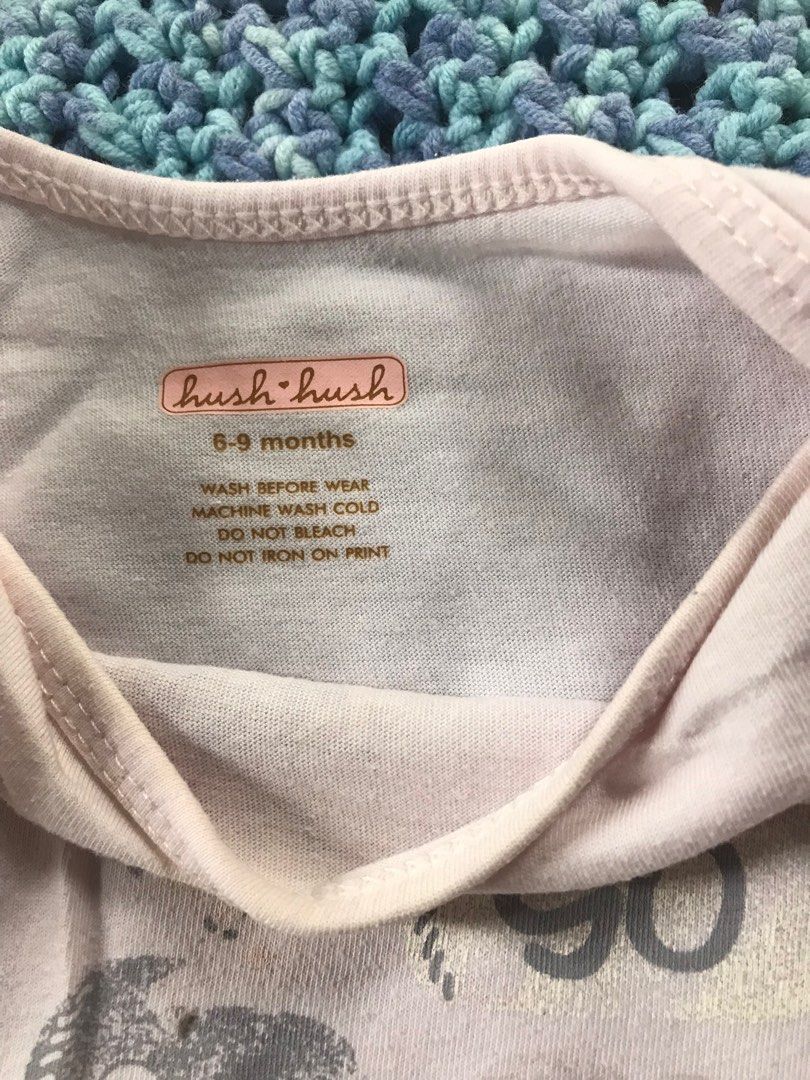 hush♥hush
6-9 months
WASH BEFORE WEAR
MACHINE WASH COLD
DO NOT BLEACH
DO NOT IRON ON PRINT
go